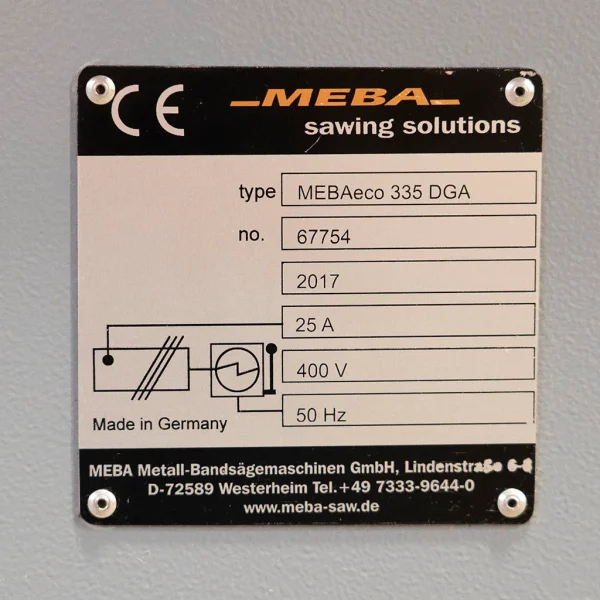 CE
MEBA
sawing solutions
type MEBAeco 335 DGA
no. 67754
2017
25 A
400 V
50 Hz
Made in Germany
MEBA Metall-Bandsägemaschinen GmbH, Lindenstraße 6-8
D-72589 Westerheim Tel.+49 7333-9644-0
www.meba-saw.de